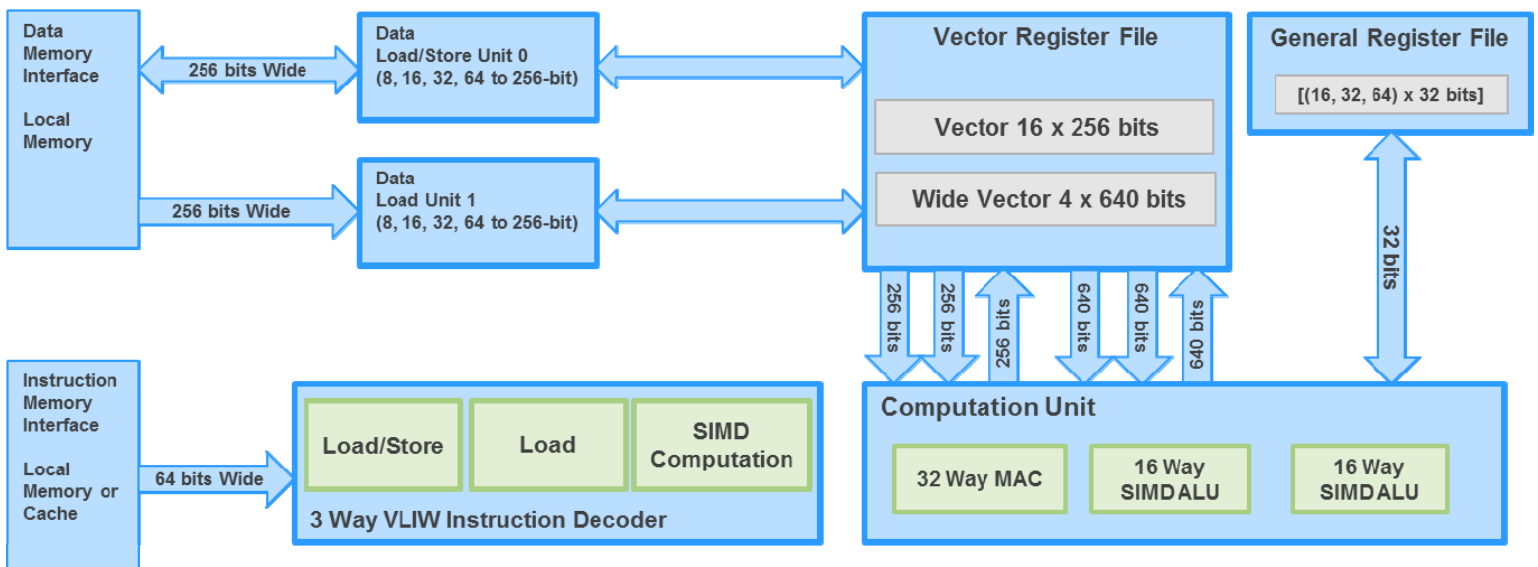 Data
Memory
Interface
Local
Memory
256 bits Wide
256 bits Wide
Data
Load/Store Unit 0
(8, 16, 32, 64 to 256-bit)
Data
Load Unit 1
(8, 16, 32, 64 to 256-bit)
Vector Register File
Vector 16 x 256 bits
Wide Vector 4 x 640 bits
General Register File
[(16, 32, 64) x 32 bits]
256 bits
256 bits
256 bits
640 bits
640 bits
640 bits
32 bits
Instruction
Memory
Interface
Local
Memory or
Cache
64 bits Wide
Load/Store
Load
SIMD
Computation
3 Way VLIW Instruction Decoder
Computation Unit
32 Way MAC
16 Way
SIMD ALU
16 Way
SIMD ALU